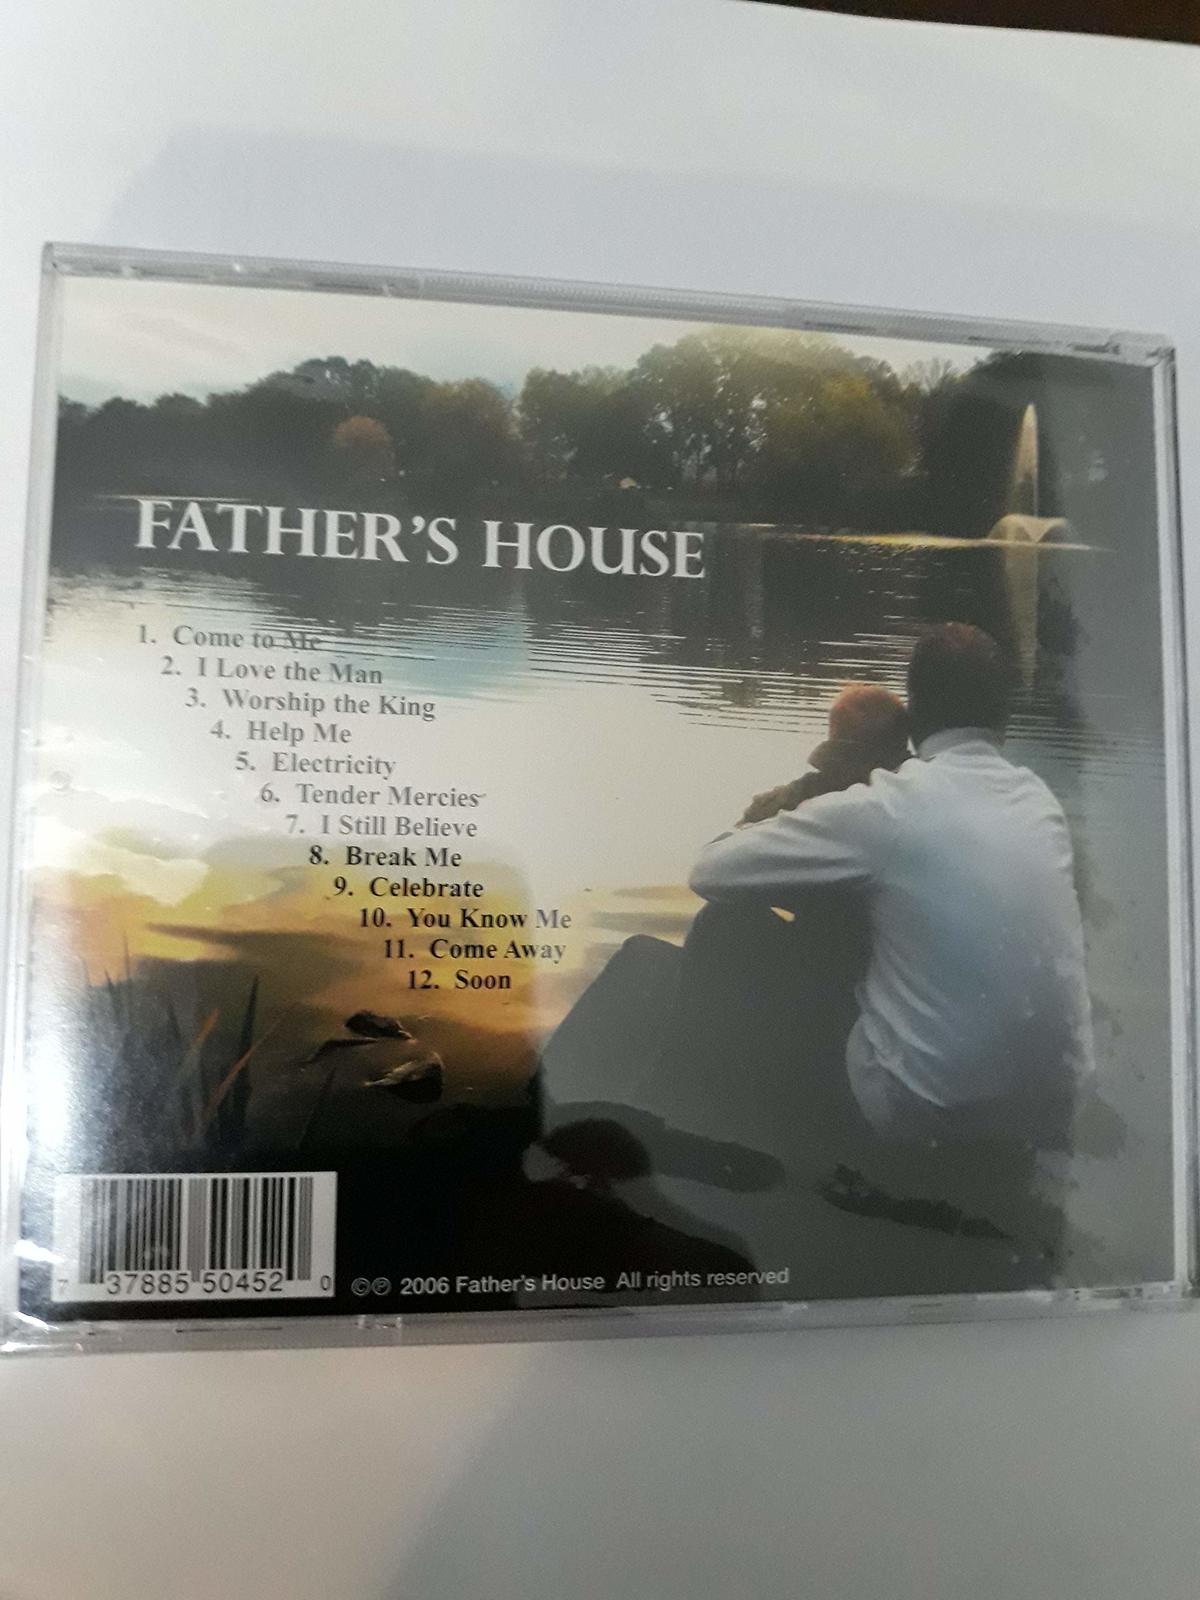 FATHER'S HOUSE
1. Come to Me
2. I Love the Man
3. Worship the King
4. Help Me
5. Electricity
6. Tender Mercies
7. I Still Believe
8. Break Me
9. Celebrate
10. You Know Me
11. Come Away
12. Soon
7 37885 50452 0
©℗ 2006 Father's House All rights reserved